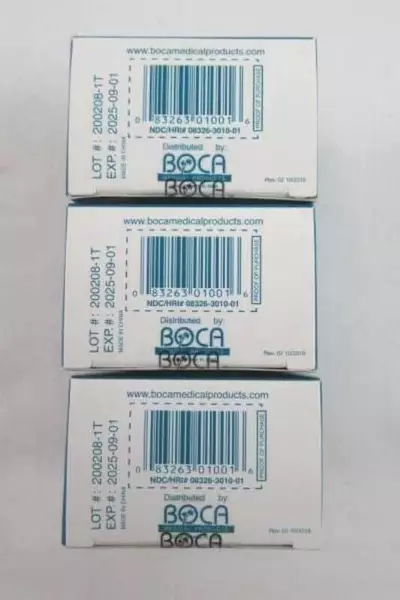 www.bocamedicalproducts.com
LOT #: 200208-1T
EXP.#: 2025-09-01
MADE IN CHINA
PROOF OF PURCHASE
0 83263 01001 6
NDC/HRI# 08326-3010-01
Distributed by:
BOCA
MEDICAL PRODUCTS
BOCA
www.bocamedicalproducts.com
LOT #: 200208-1T
EXP.#: 2025-09-01
MADE IN CHINA
PROOF OF PURCHASE
0 83263 01001 6
NDC/HRI# 08326-3010-01
Distributed by:
BOCA
BOCA
www.bocamedicalproducts.com
LOT #: 200208-1T
EXP.#: 2025-09-01
MADE IN CHINA
PROOF OF PURCHASE
0 83263 01001 6
NDC/HRI# 08326-3010-01
Distributed by:
BOCA
MEDICAL PRODUCTS
BOCA